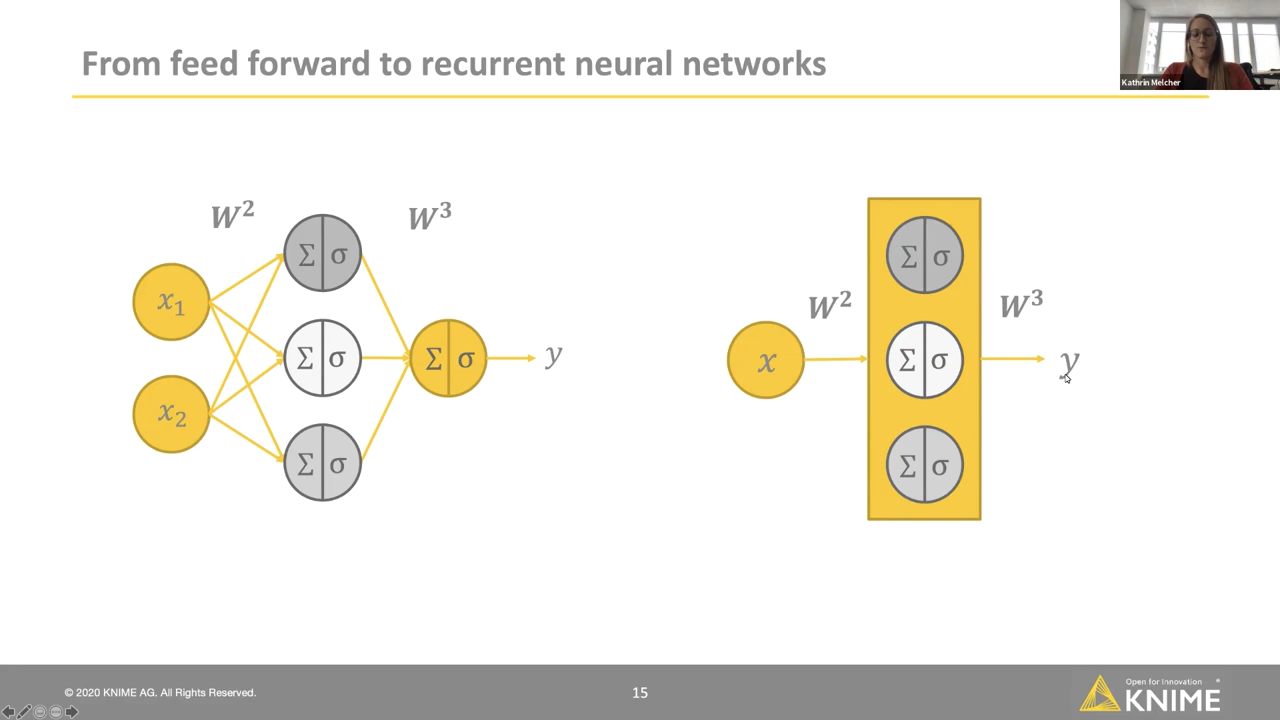 From feed forward to recurrent neural networks
Kathrin Melcher
W²
W³
x₁
x₂
Σ σ
Σ σ
Σ σ
Σ σ
y
x
W²
Σ σ
Σ σ
Σ σ
W³
y
© 2020 KNIME AG. All Rights Reserved.
15
Open for Innovation
KNIME